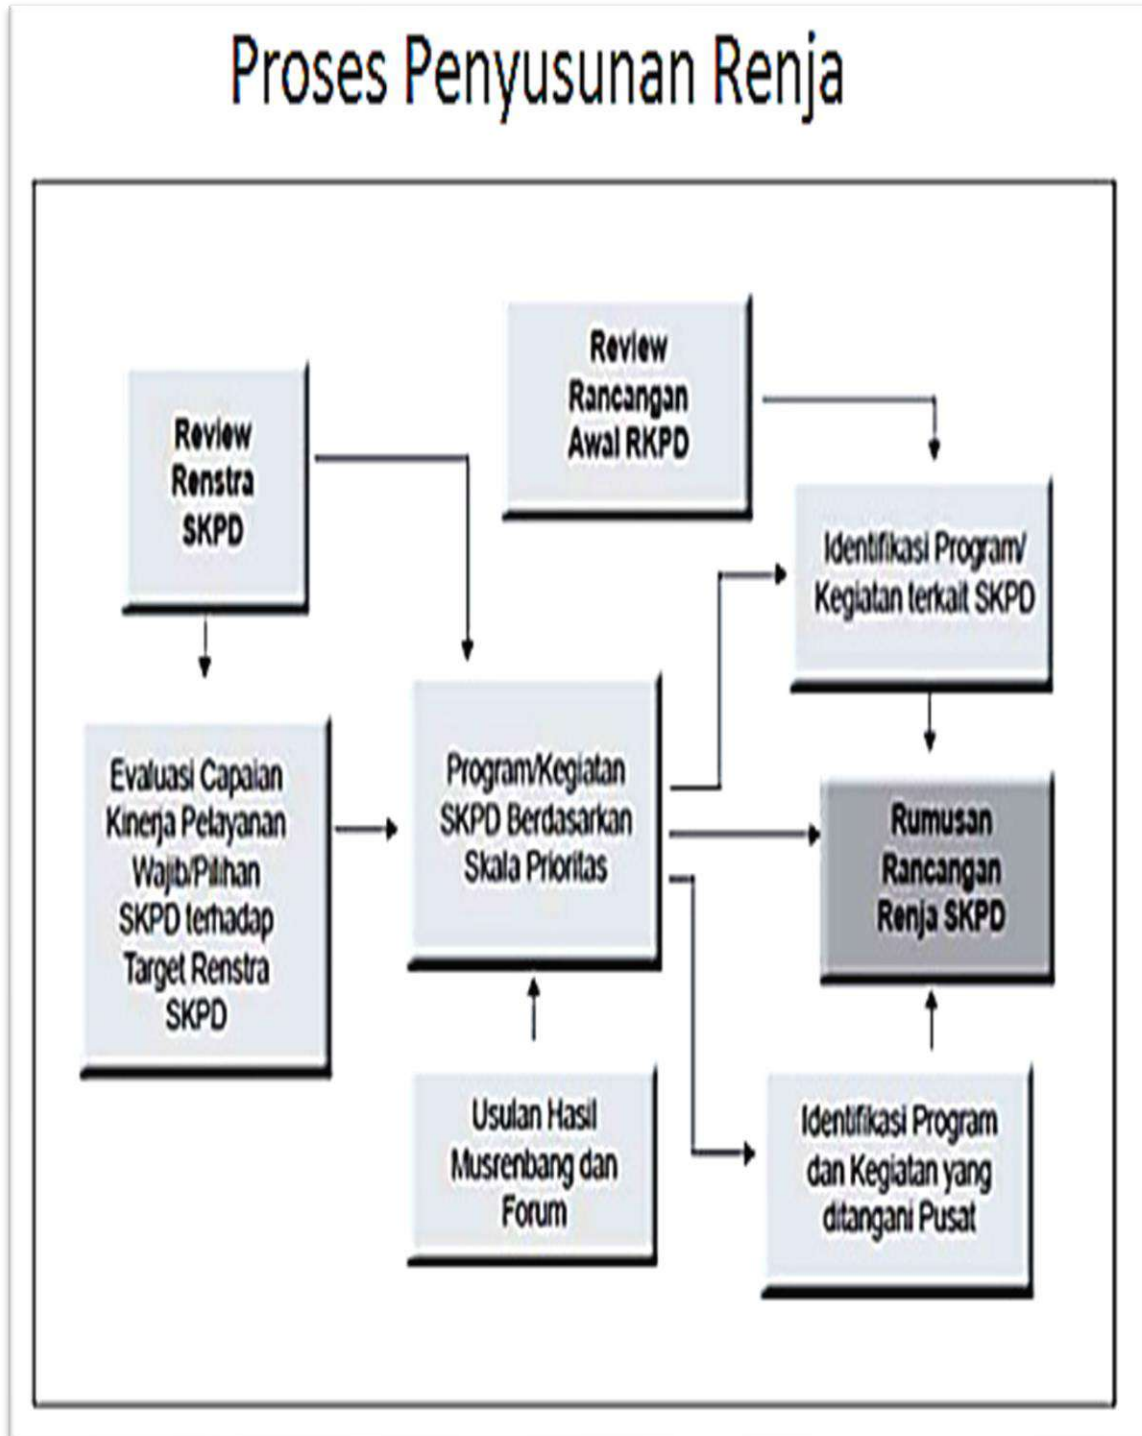 Proses Penyusunan Renja
Review
Rancangan
Awal RKPD
Review
Renstra
SKPD
Identifikasi Program/
Kegiatan terkait SKPD
Evaluasi Capaian
Kinerja Pelayanan
Wajib/Pilihan
SKPD terhadap
Target Renstra
SKPD
Program/Kegiatan
SKPD Berdasarkan
Skala Prioritas
Rumusan
Rancangan
Renja SKPD
Usulan Hasil
Musrenbang dan
Forum
Identifikasi Program
dan Kegiatan yang
ditangani Pusat